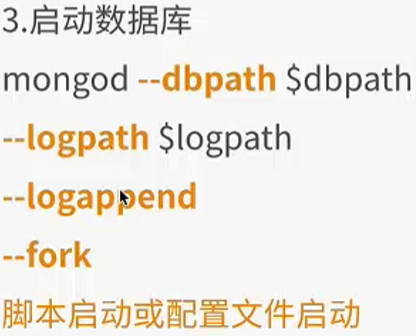 3.启动数据库
mongod --dbpath $dbpath
--logpath $logpath
--logappend
--fork
脚本启动或配置文件启动